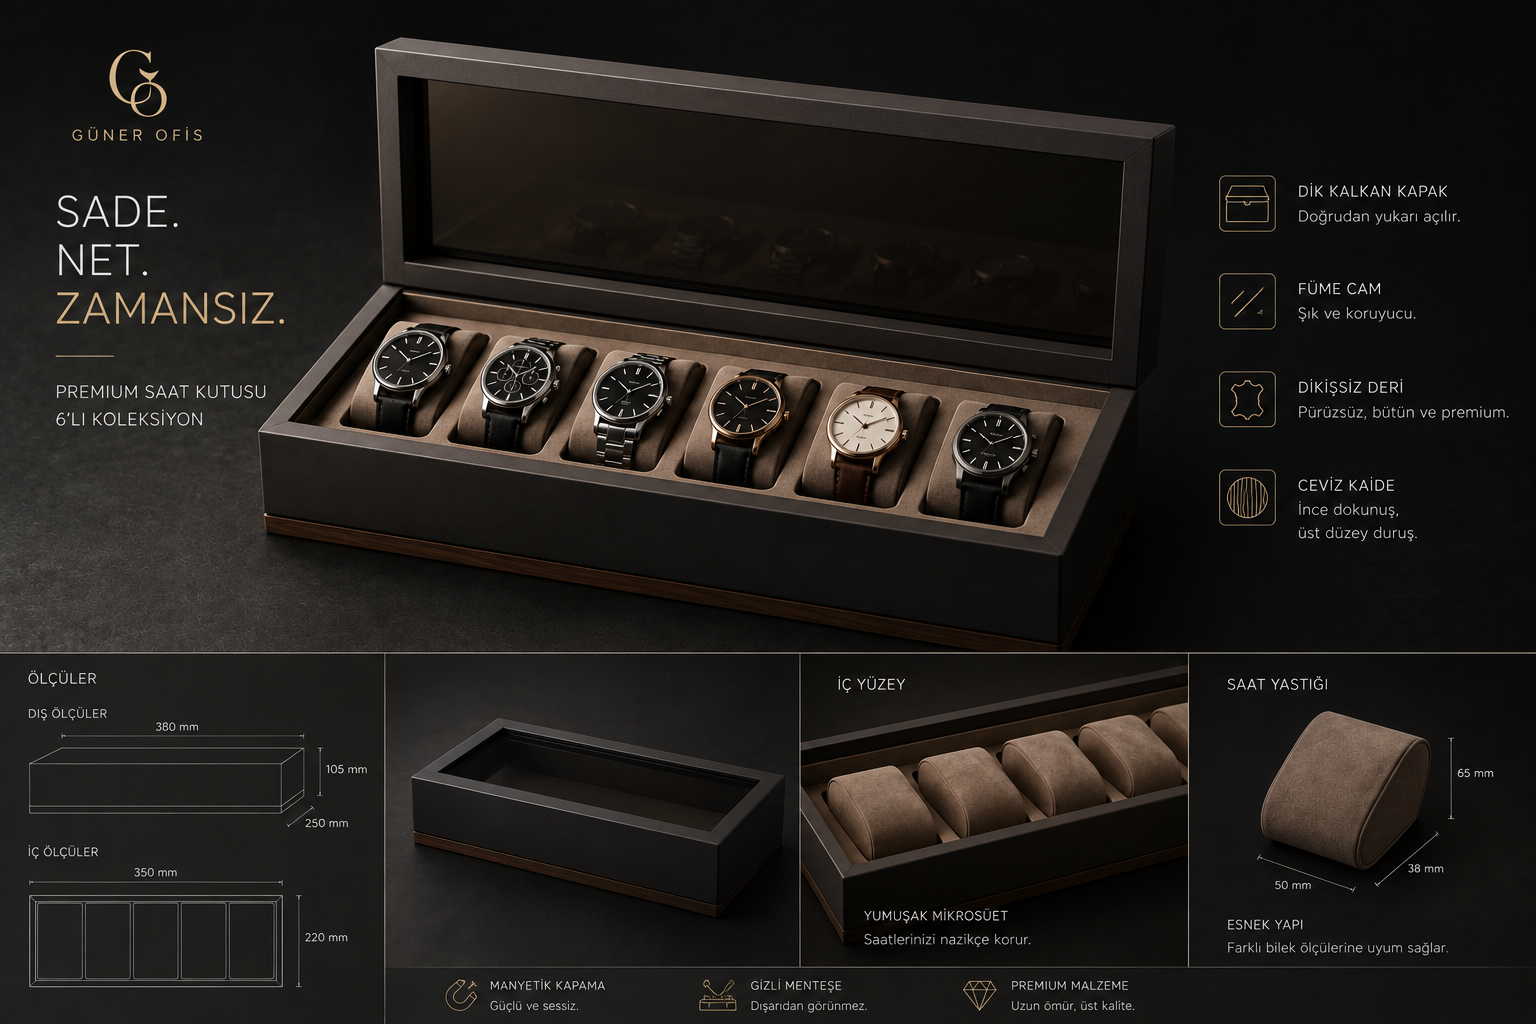 GÜNER OFİS
SADE.
NET.
ZAMANSIZ.
PREMIUM SAAT KUTUSU
6'LI KOLEKSİYON
DİK KALKAN KAPAK
Doğrudan yukarı açılır.
FÜME CAM
Şık ve koruyucu.
DİKİŞSİZ DERİ
Pürüzsüz, bütün ve premium.
CEVİZ KAİDE
İnce dokunuş,
üst düzey duruş.
ÖLÇÜLER
DIŞ ÖLÇÜLER
380 mm
105 mm
250 mm
İÇ ÖLÇÜLER
350 mm
220 mm
İÇ YÜZEY
YUMUŞAK MİKROSÜET
Saatlerinizi nazikçe korur.
SAAT YASTIĞI
65 mm
38 mm
50 mm
ESNEK YAPI
Farklı bilek ölçülerine uyum sağlar.
MANYETİK KAPAMA
Güçlü ve sessiz.
GİZLİ MENTEŞE
Dışarıdan görünmez.
PREMIUM MALZEME
Uzun ömür, üst kalite.